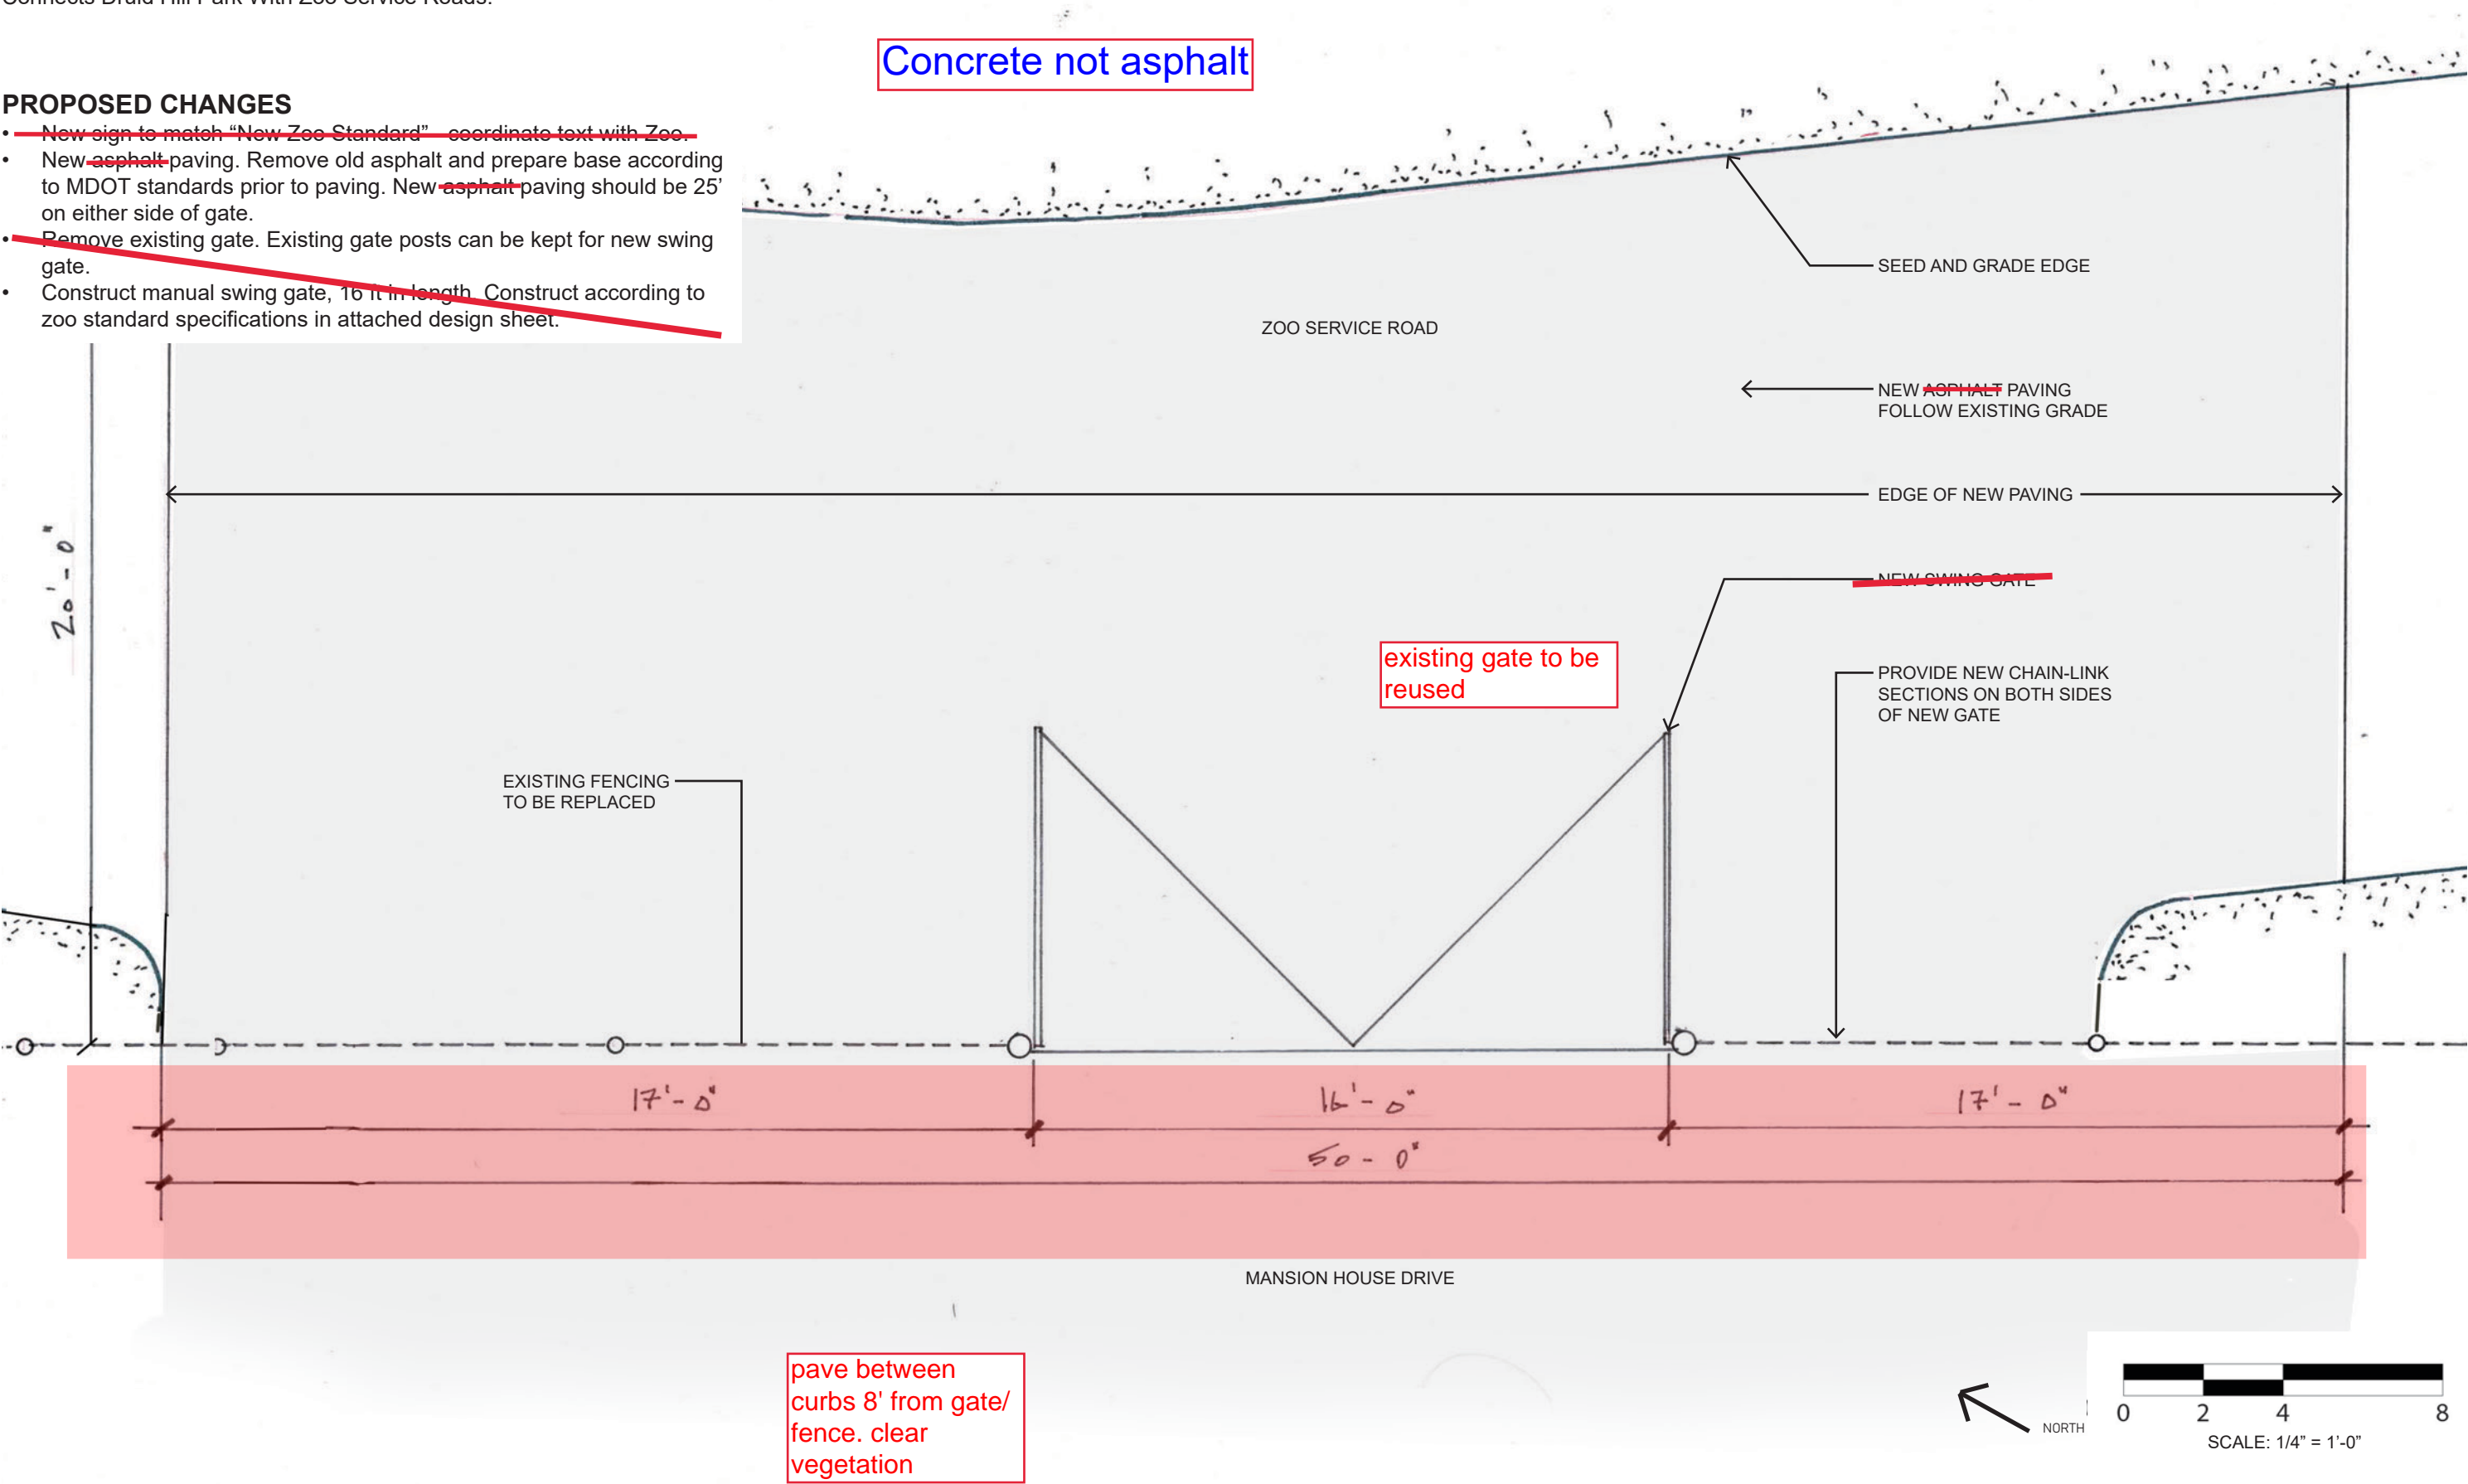 Connects Druid Hill Park With Zoo Service Roads.
Concrete not asphalt
PROPOSED CHANGES
• New sign to match “New Zoo Standard” - coordinate text with Zoo.
• New asphalt paving. Remove old asphalt and prepare base according
to MDOT standards prior to paving. New asphalt paving should be 25’
on either side of gate.
• Remove existing gate. Existing gate posts can be kept for new swing
gate.
• Construct manual swing gate, 16 ft in length. Construct according to
zoo standard specifications in attached design sheet.
SEED AND GRADE EDGE
ZOO SERVICE ROAD
NEW ASPHALT PAVING
FOLLOW EXISTING GRADE
EDGE OF NEW PAVING
20'-0"
NEW SWING GATE
existing gate to be
reused
PROVIDE NEW CHAIN-LINK
SECTIONS ON BOTH SIDES
OF NEW GATE
EXISTING FENCING
TO BE REPLACED
17'-0"
16'-0"
17'-0"
50-0"
MANSION HOUSE DRIVE
pave between
curbs 8' from gate/
fence. clear
vegetation
NORTH
0 2 4 8
SCALE: 1/4” = 1’-0”